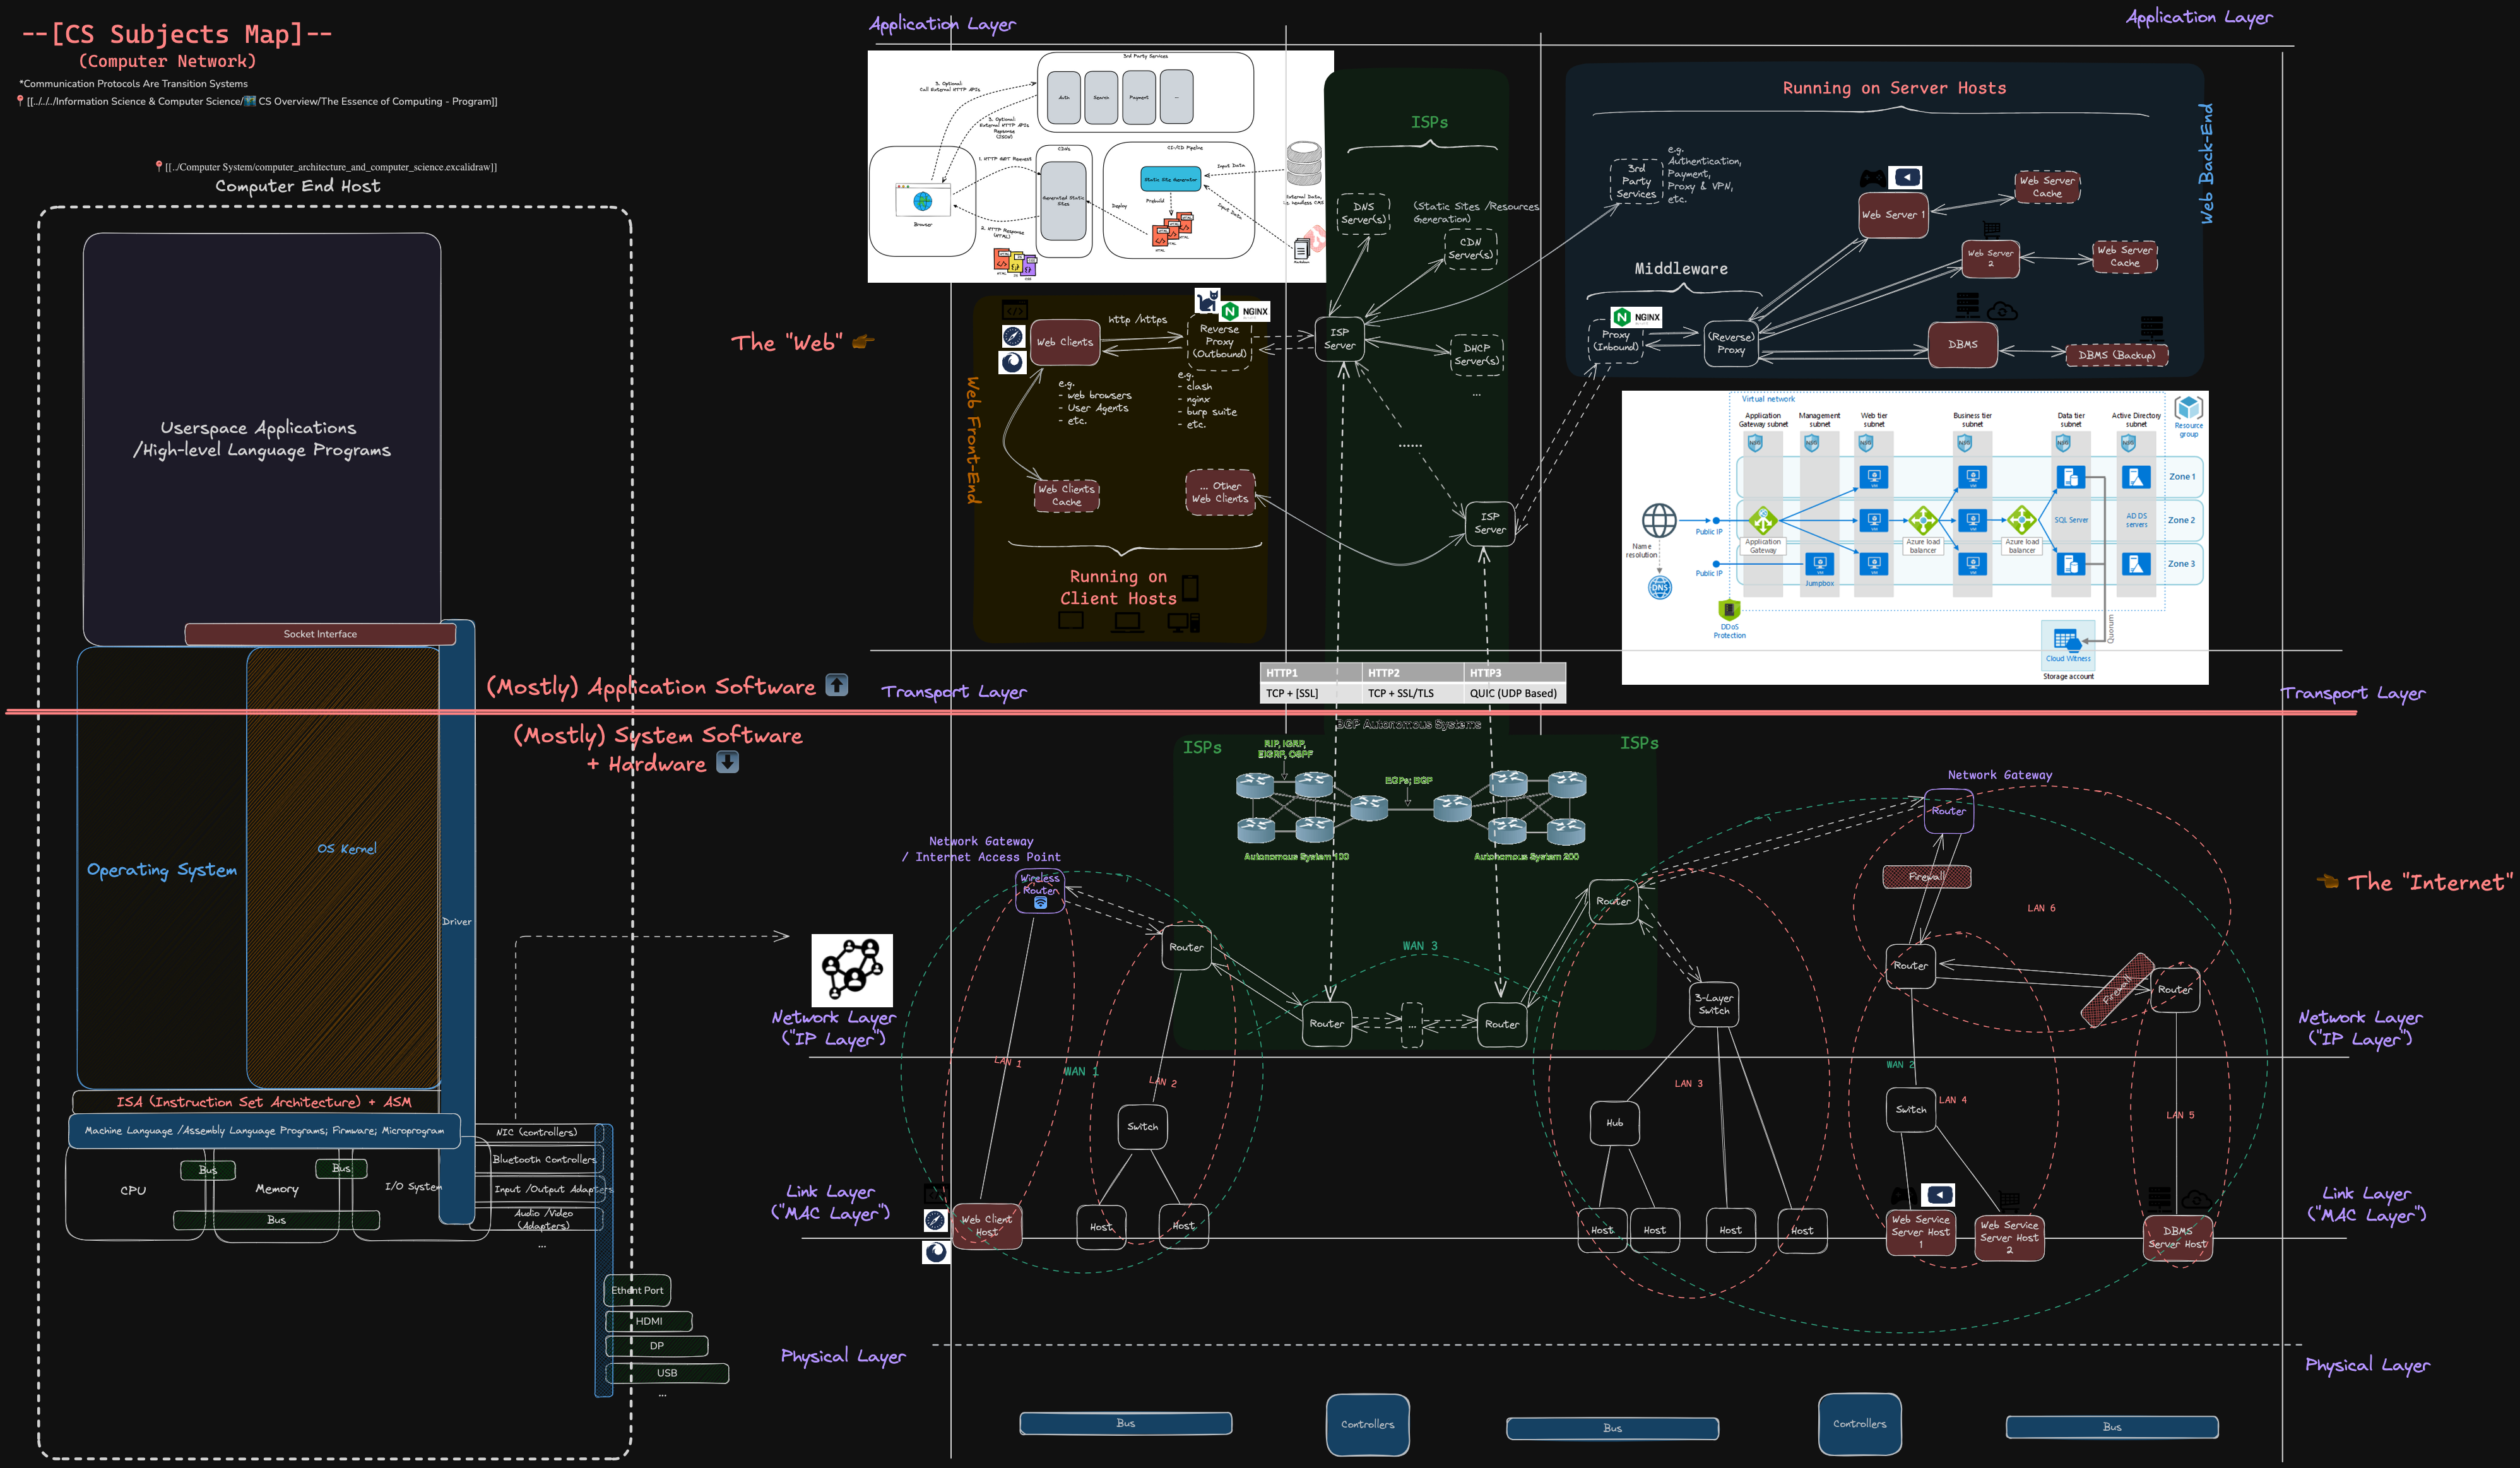 --[CS Subjects Map]--
(Computer Network)
*Communication Protocols Are Transition Systems
[[../../../Information Science & Computer Science/ CS Overview/The Essence of Computing - Program]]
[[../Computer System/computer_architecture_and_computer_science.excalidraw]]
Computer End Host
Userspace Applications
/High-level Language Programs
Socket Interface
Operating System
OS Kernel
Driver
ISA (Instruction Set Architecture) + ASM
Machine Language /Assembly Language Programs; Firmware; Microprogram
CPU
Bus
Memory
Bus
I/O System
Bus
NIC (controllers)
Bluetooth Controllers
Input /Output Adapters
Audio /Video
(Adapters)
...
Ethernt Port
HDMI
DP
USB
...
(Mostly) Application Software
(Mostly) System Software
+ Hardware
The "Web"
Application Layer
Application Layer
3rd Party Services
Auth
Search
Payment
...
3. Optional:
Call External HTTP APIs
3. Optional:
External HTTP APIs
Response
(JSON)
Browser
1. HTTP GET Request
2. HTTP Response
(HTML)
CDNs
Generated Static
Sites
CI/CD Pipeline
Static Site Generator
Prebuild
Deploy
HTML
HTML
HTML
Input Data
Input Data
External Data,
i.e. headless CMS
Markdown
HTML
JS
CSS
Web Front-End
Web Clients
http /https
Reverse
Proxy
(Outbound)
NGINX
e.g.
- web browsers
- User Agents
- etc.
e.g.
- clash
- nginx
- burp suite
- etc.
Web Clients
Cache
... Other
Web Clients
Running on
Client Hosts
ISPs
DNS
Server(s)
(Static Sites /Resources
Generation)
CDN
Server(s)
ISP
Server
DHCP
Server(s)
...
......
ISP
Server
Running on Server Hosts
Web Back-End
3rd
Party
Services
e.g.
Authentication,
Payment,
Proxy & VPN,
etc.
Middleware
NGINX
Proxy
(Inbound)
(Reverse)
Proxy
Web Server 1
Web Server
Cache
Web Server
2
Web Server
Cache
DBMS
DBMS (Backup)
Virtual network
Application
Gateway subnet
Management
subnet
Web tier
subnet
Business tier
subnet
Data tier
subnet
Active Directory
subnet
Resource
group
NSG
NSG
NSG
NSG
NSG
NSG
Zone 1
Zone 2
Zone 3
VM
VM
VM
VM
VM
VM
Name
resolution
DNS
Public IP
Public IP
Application
Gateway
Jumpbox
Azure load
balancer
Azure load
balancer
SQL Server
AD DS
servers
DDoS
Protection
Quorum
Cloud Witness
Storage account
Transport Layer
Transport Layer
HTTP1
HTTP2
HTTP3
TCP + [SSL]
TCP + SSL/TLS
QUIC (UDP Based)
BGP Autonomous Systems
ISPs
ISPs
RIP, IGRP,
EIGRP, OSPF
EGPs; BGP
Autonomous System 100
Autonomous System 200
The "Internet"
Network Gateway
/ Internet Access Point
Wireless
Router
Router
WAN 3
Router
...
Router
Router
Network Gateway
Router
Firewall
LAN 6
Router
Firewall
Router
3-Layer
Switch
Network Layer
("IP Layer")
Network Layer
("IP Layer")
LAN 1
WAN 1
LAN 2
LAN 3
WAN 2
LAN 4
LAN 5
Switch
Hub
Switch
Link Layer
("MAC Layer")
Link Layer
("MAC Layer")
Web Client
Host
Host
Host
Host
Host
Host
Host
Web Service
Server Host
1
Web Service
Server Host
2
DBMS
Server Host
Physical Layer
Physical Layer
Bus
Controllers
Bus
Controllers
Bus